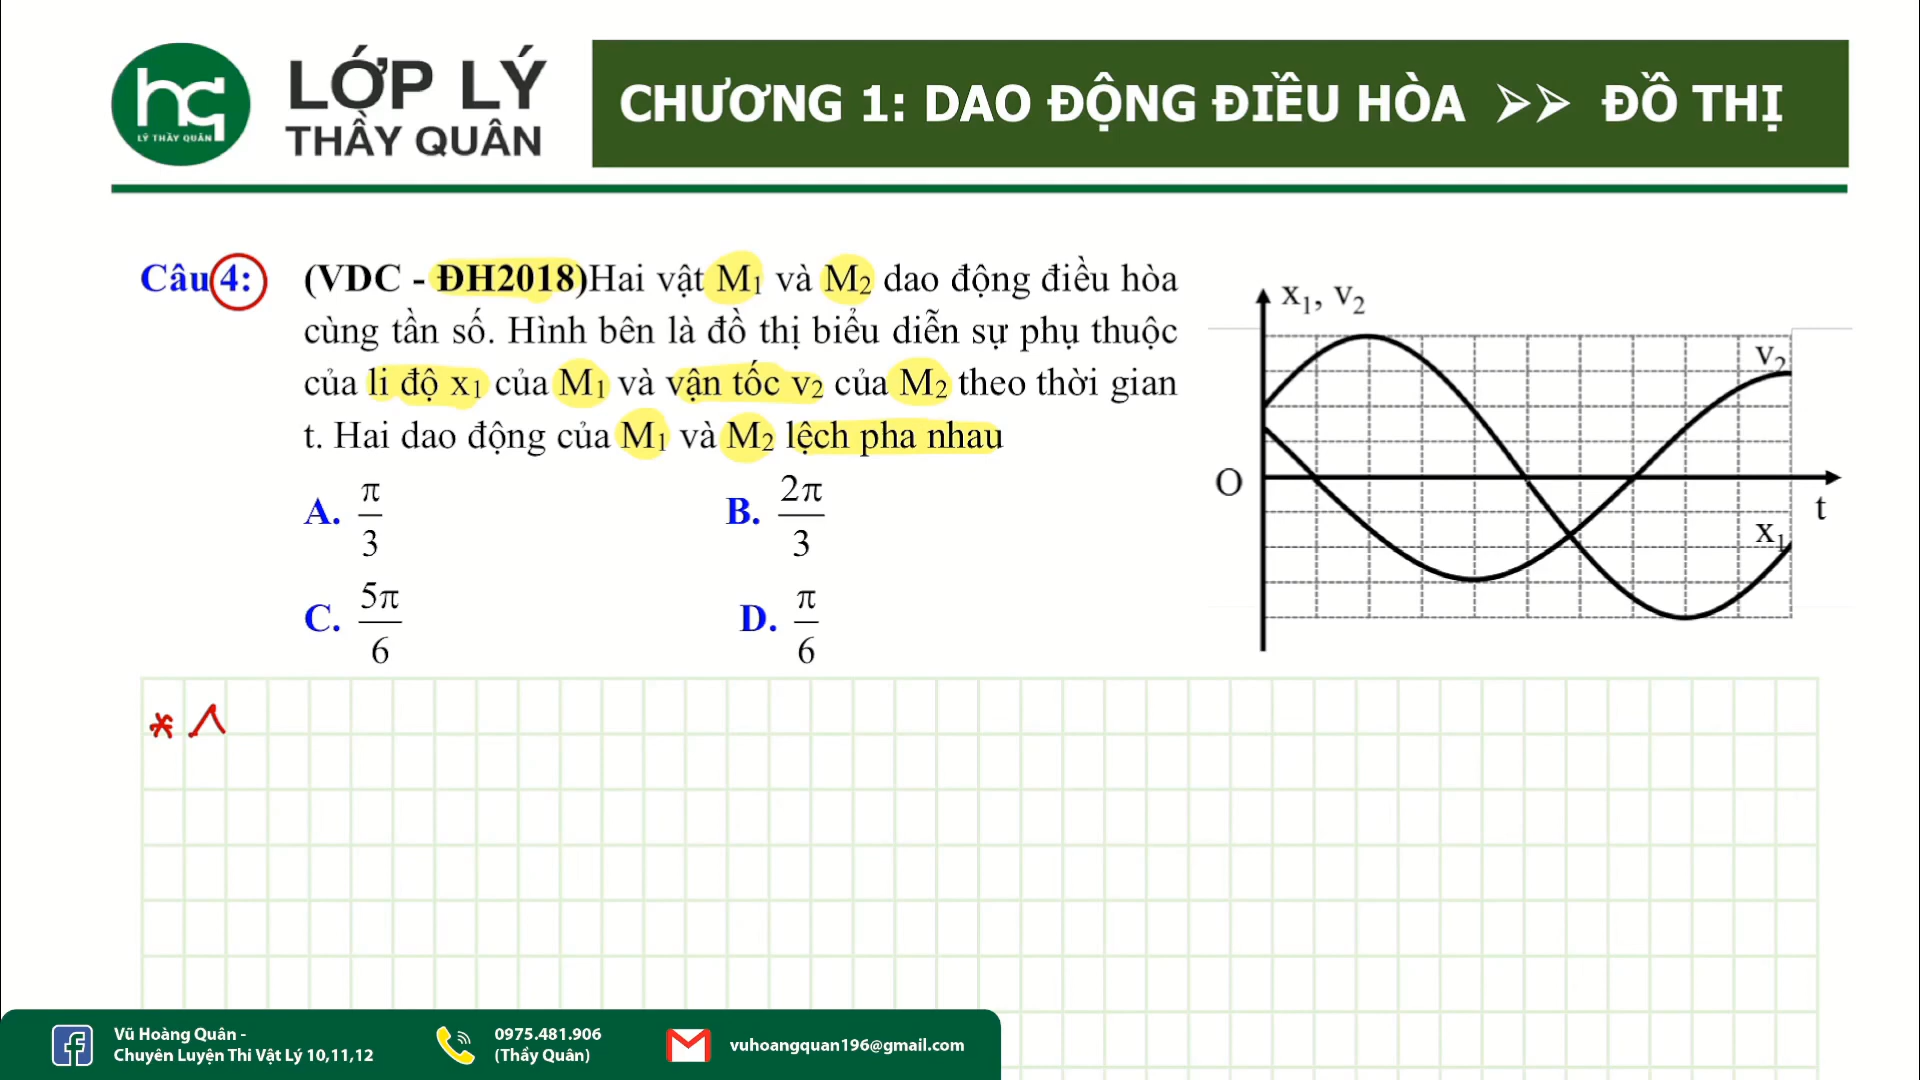 hq
LÝ THẦY QUÂN
LỚP LÝ
THẦY QUÂN
CHƯƠNG 1: DAO ĐỘNG ĐIỀU HÒA ➢➢ ĐỒ THỊ
Câu 4: (VDC - ĐH2018)Hai vật M₁ và M₂ dao động điều hòa
cùng tần số. Hình bên là đồ thị biểu diễn sự phụ thuộc
của li độ x₁ của M₁ và vận tốc v₂ của M₂ theo thời gian
t. Hai dao động của M₁ và M₂ lệch pha nhau
A. π/3 B. 2π/3
C. 5π/6 D. π/6
x₁, v₂
v₂
O
t
x₁
*
Vũ Hoàng Quân -
Chuyên Luyện Thi Vật Lý 10,11,12
0975.481.906
(Thầy Quân)
vuhoangquan196@gmail.com